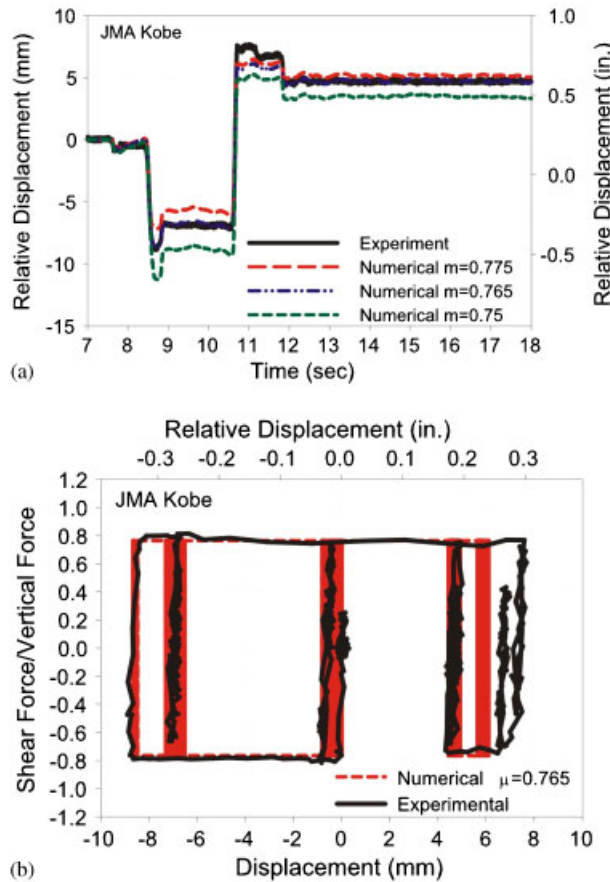 JMA Kobe
Relative Displacement (mm)
10
5
0
-5
-10
-15
1.0
0.5
0.0
-0.5
Relative Displacement (in.)
Experiment
Numerical m=0.775
Numerical m=0.765
Numerical m=0.75
7 8 9 10 11 12 13 14 15 16 17 18
Time (sec)
(a)
Relative Displacement (in.)
-0.3 -0.2 -0.1 0.0 0.1 0.2 0.3
JMA Kobe
Shear Force/Vertical Force
1.2
1.0
0.8
0.6
0.4
0.2
0.0
-0.2
-0.4
-0.6
-0.8
-1.0
-1.2
Numerical μ=0.765
Experimental
-10 -8 -6 -4 -2 0 2 4 6 8 10
Displacement (mm)
(b)